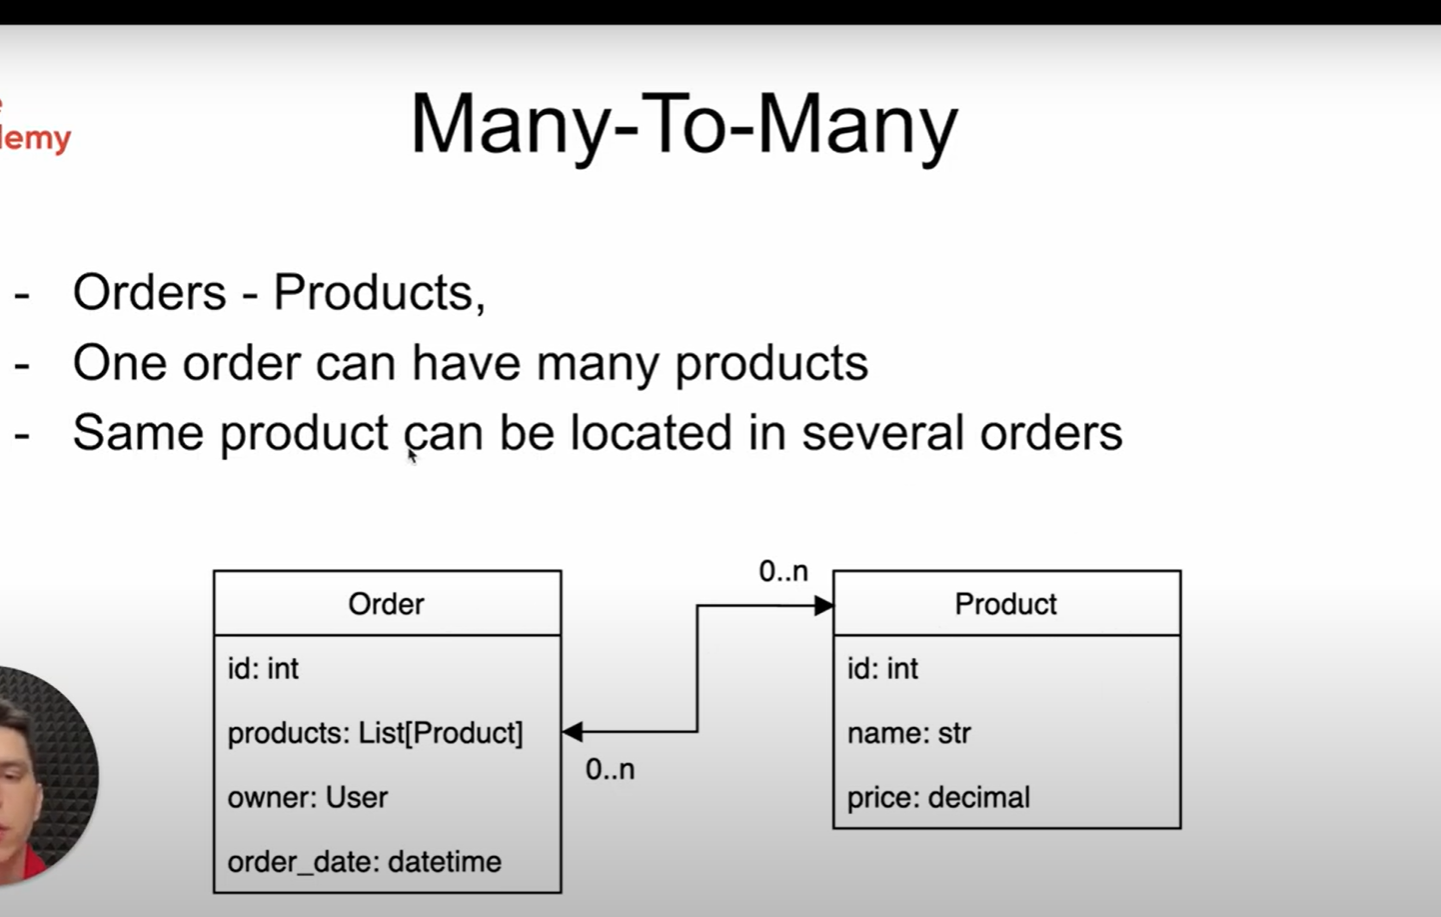 Many-To-Many
- Orders - Products,
- One order can have many products
- Same product can be located in several orders
0..n
Order
id: int
products: List[Product]
owner: User
order_date: datetime
0..n
Product
id: int
name: str
price: decimal